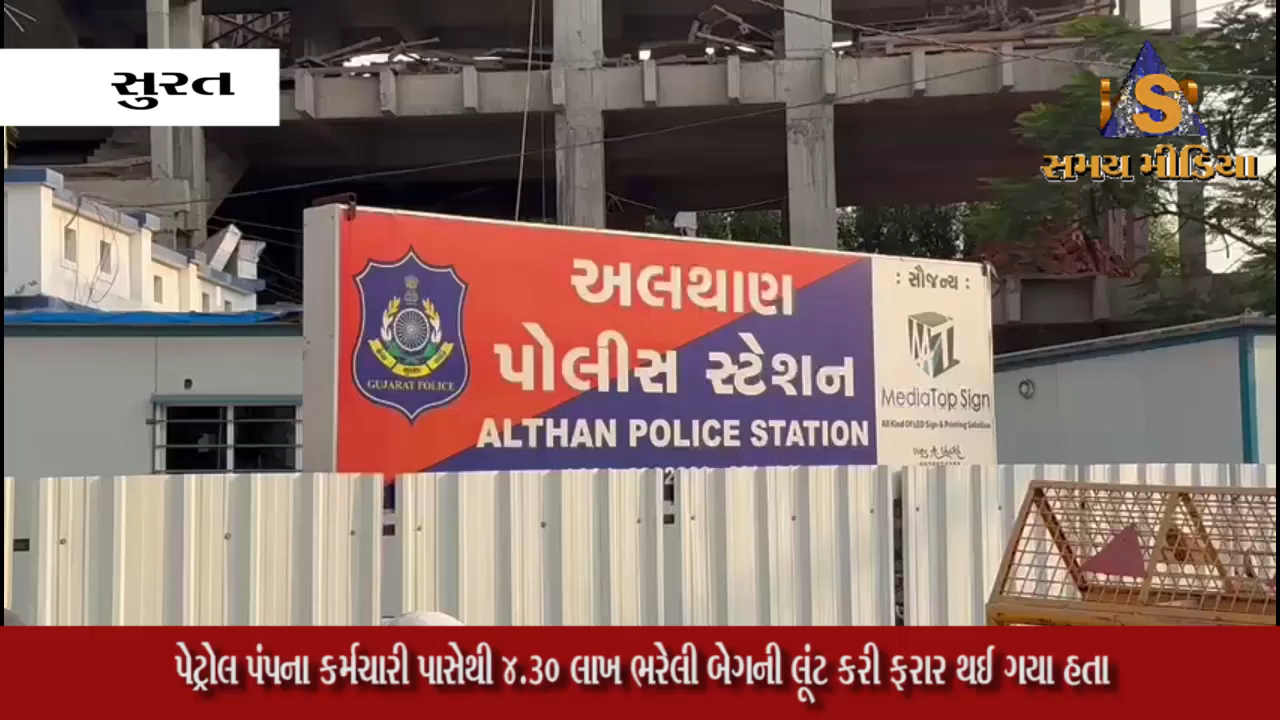 સુરત
S
સમય મીડિયા
અલથાણ
પોલીસ સ્ટેશન
ALTHAN POLICE STATION
GUJARAT POLICE
: સૌજન્ય :
MTL
MediaTop Sign
All Kind Of LED Sign & Printing Solution
પેટ્રોલ પંપના કર્મચારી પાસેથી ૪.૩૦ લાખ ભરેલી બેગની લૂંટ કરી ફરાર થઈ ગયા હતા